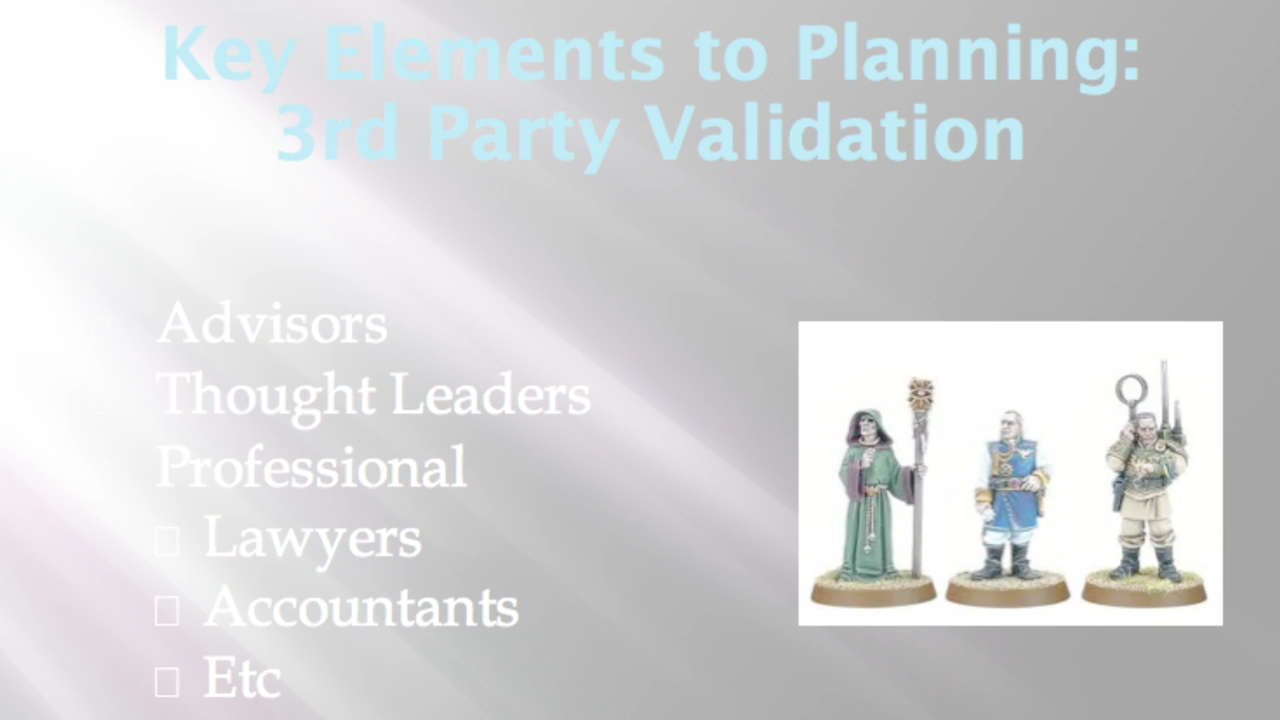 Key Elements to Planning:
3rd Party Validation
Advisors
Thought Leaders
Professional
Lawyers
Accountants
Etc